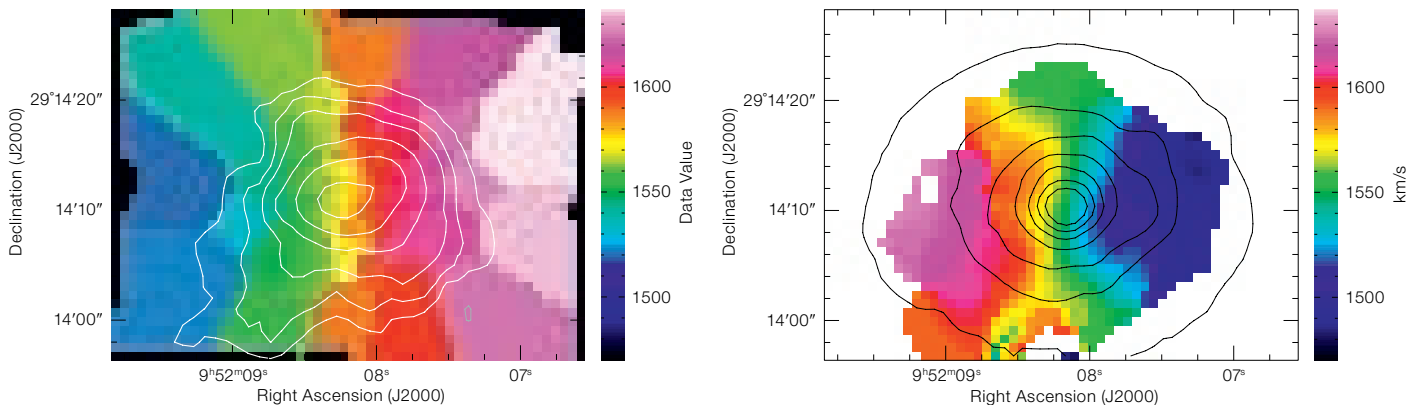 29°14′20″
14′10″
14′00″
Declination (J2000)
9ʰ52ᵐ09ˢ
08ˢ
07ˢ
Right Ascension (J2000)
1600
1550
1500
Data Value
29°14′20″
14′10″
14′00″
Declination (J2000)
9ʰ52ᵐ09ˢ
08ˢ
07ˢ
Right Ascension (J2000)
1600
1550
1500
km/s